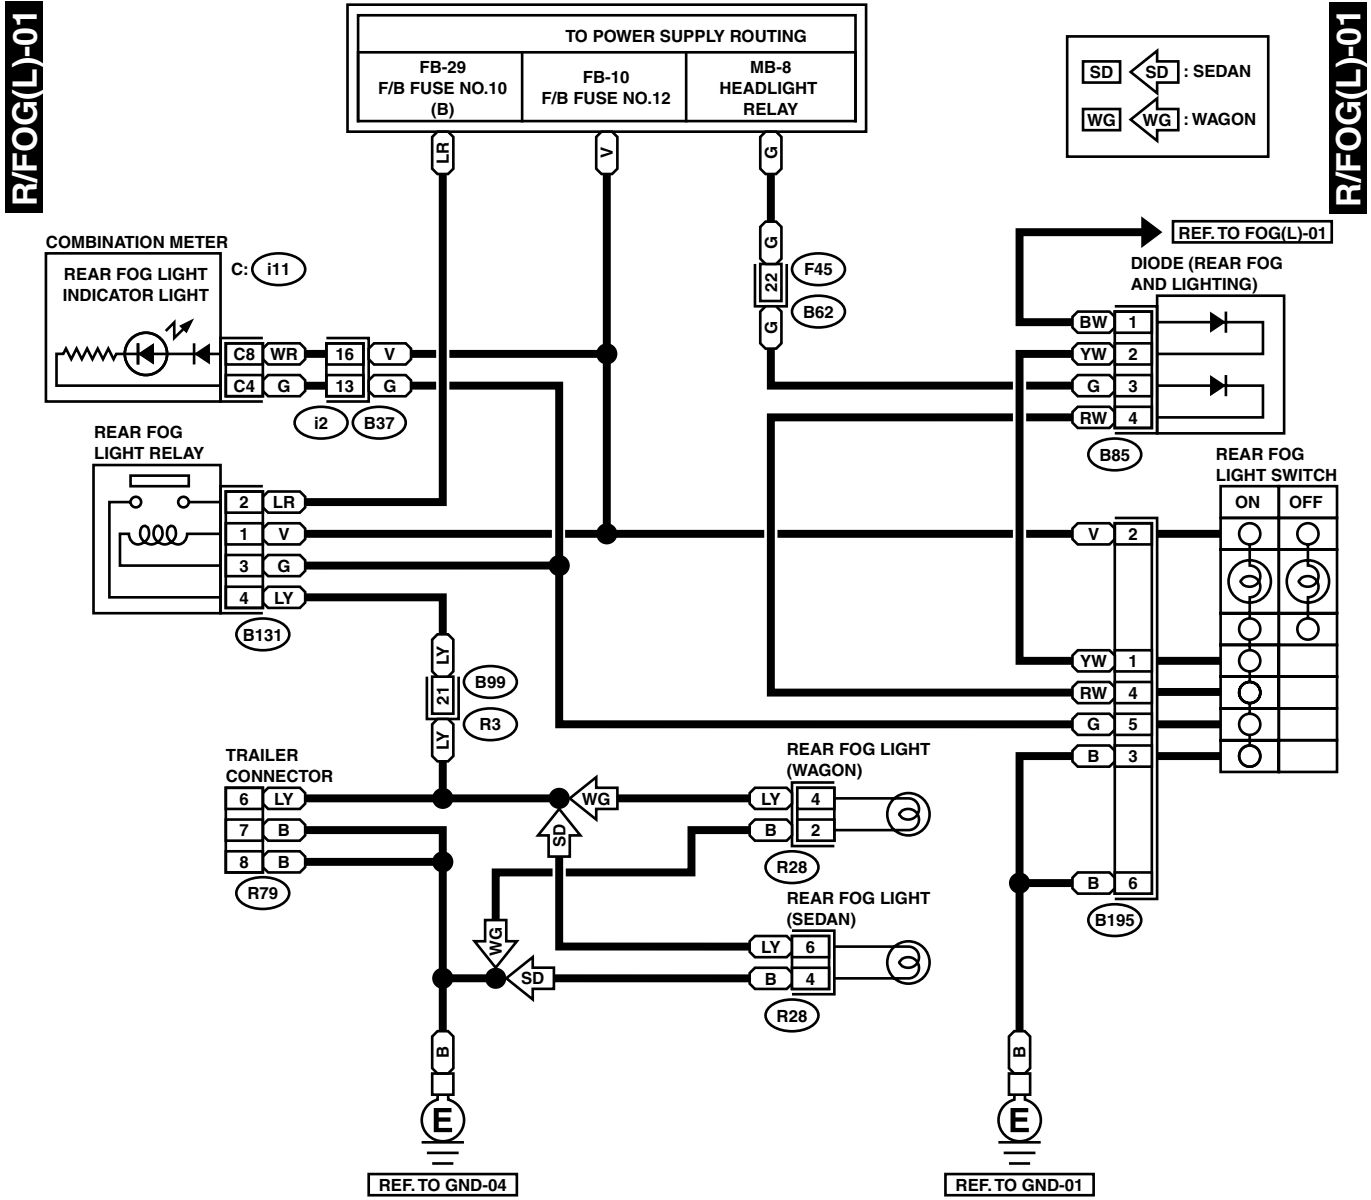 R/FOG(L)-01
R/FOG(L)-01
TO POWER SUPPLY ROUTING
FB-29
F/B FUSE NO.10
(B)
FB-10
F/B FUSE NO.12
MB-8
HEADLIGHT
RELAY
SD SD : SEDAN
WG WG : WAGON
LR
V
G
G
22
G
F45
B62
REF. TO FOG(L)-01
COMBINATION METER
REAR FOG LIGHT
INDICATOR LIGHT
C: i11
C8 WR 16 V
C4 G 13 G
i2 B37
DIODE (REAR FOG
AND LIGHTING)
BW 1
YW 2
G 3
RW 4
B85
REAR FOG
LIGHT RELAY
2 LR
1 V
3 G
4 LY
B131
REAR FOG
LIGHT SWITCH
ON OFF
V 2
YW 1
RW 4
G 5
B 3
B 6
B195
LY
21
LY
B99
R3
TRAILER
CONNECTOR
6 LY
7 B
8 B
R79
WG
SD
WG
SD
REAR FOG LIGHT
(WAGON)
LY 4
B 2
R28
REAR FOG LIGHT
(SEDAN)
LY 6
B 4
R28
B
E
REF. TO GND-04
B
E
REF. TO GND-01